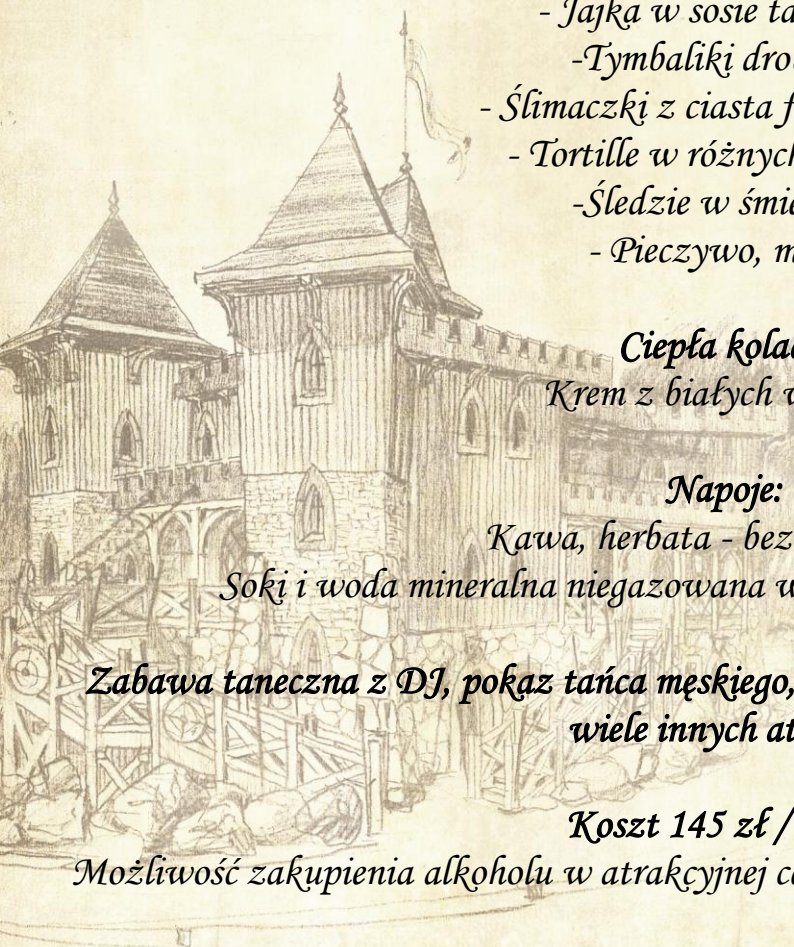 - Jajka w sosie ta
-Tymbaliki dro
- Ślimaczki z ciasta f
- Tortille w różnych
-Śledzie w śmie
- Pieczywo, m
Ciepła kola
Krem z białych w
Napoje:
Kawa, herbata - bez
Soki i woda mineralna niegazowana w
Zabawa taneczna z DJ, pokaz tańca męskiego,
wiele innych at
Koszt 145 zł /
Możliwość zakupienia alkoholu w atrakcyjnej c